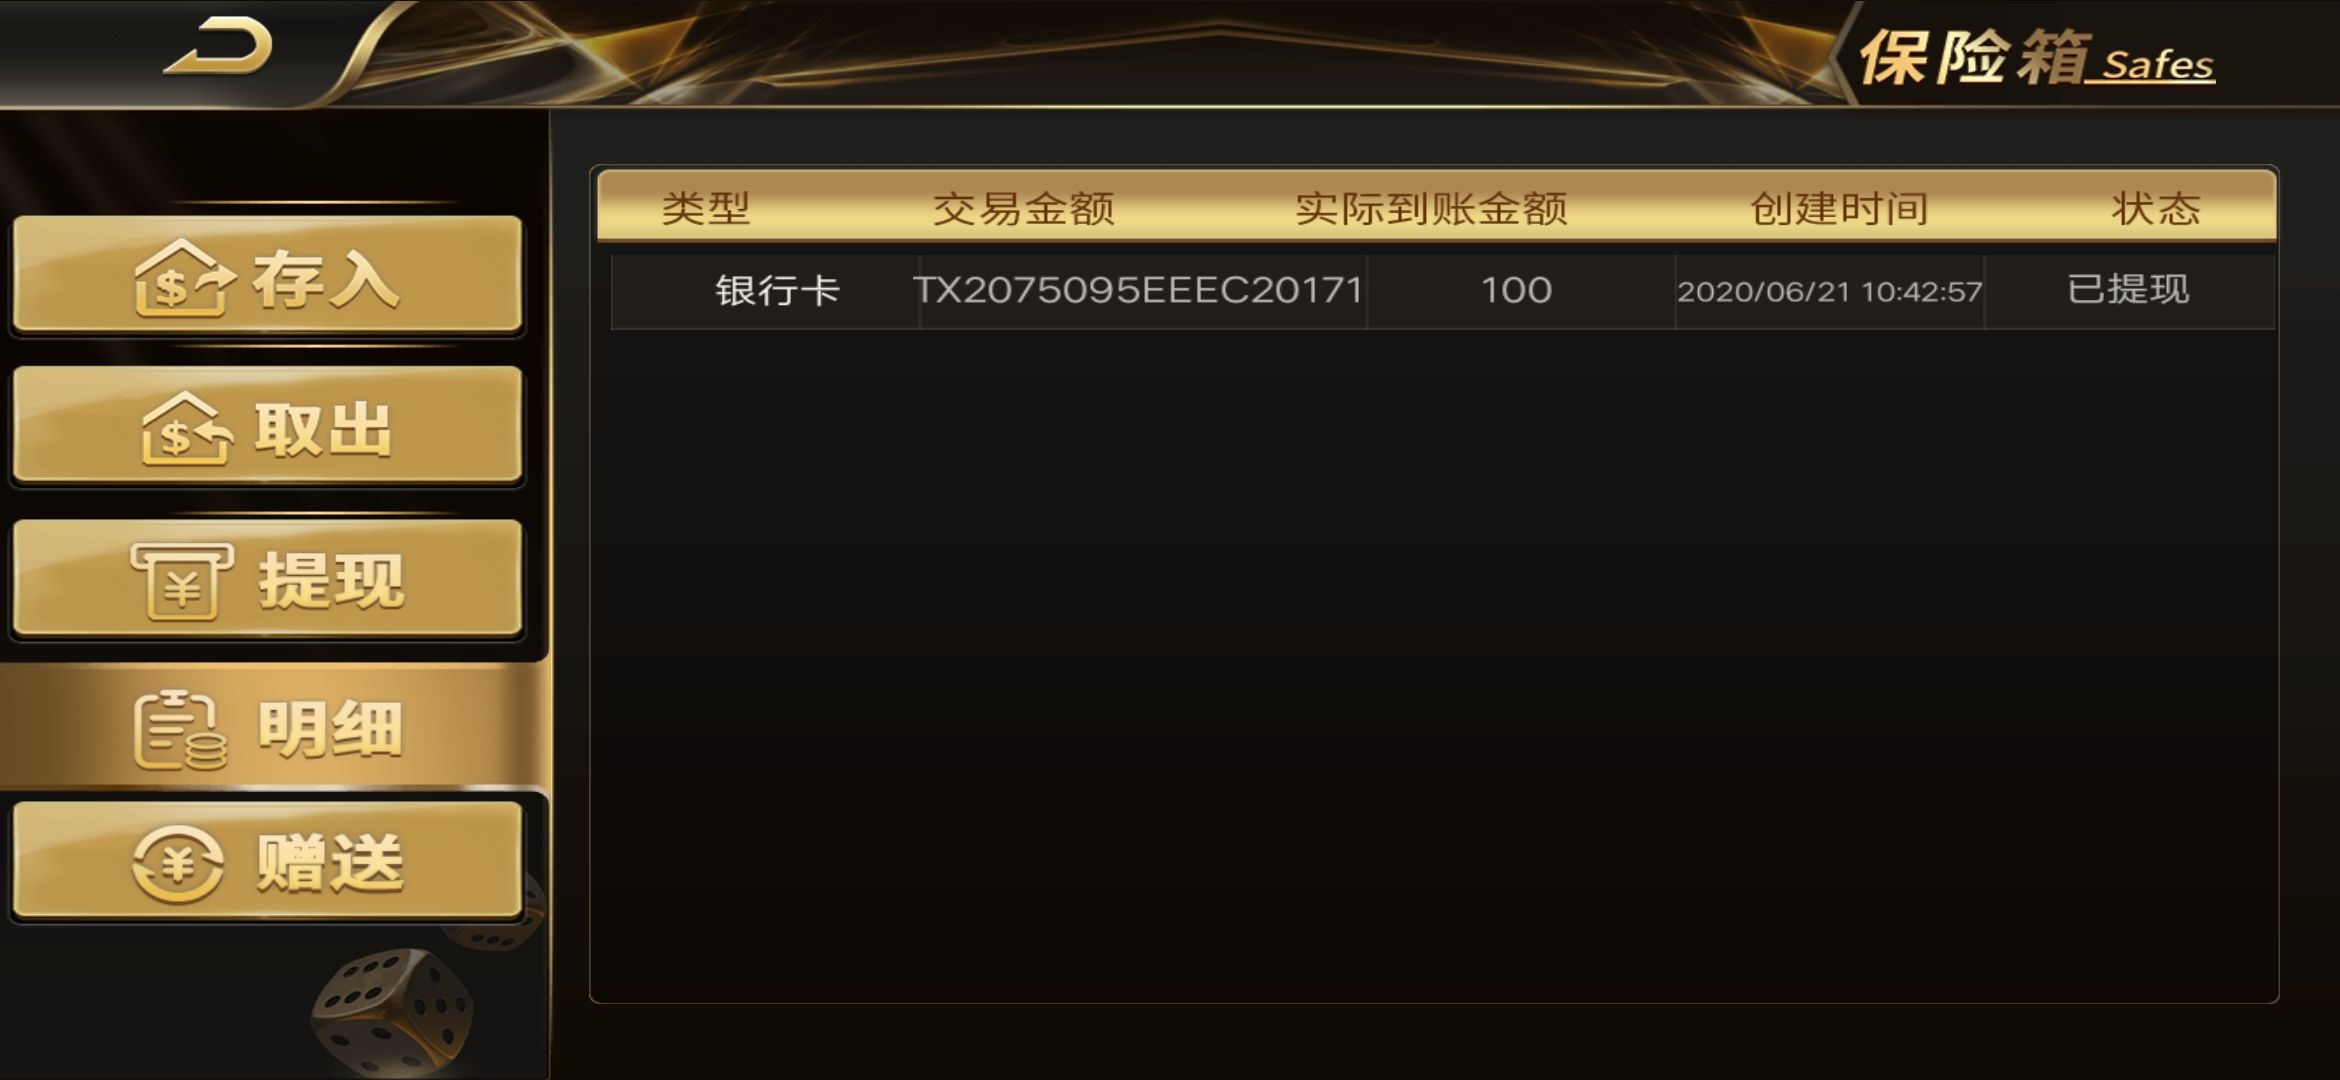 保险箱 Safes
存入
取出
提现
明细
赠送
类型 交易金额 实际到账金额 创建时间 状态
银行卡 TX2075095EEEC20171 100 2020/06/21 10:42:57 已提现